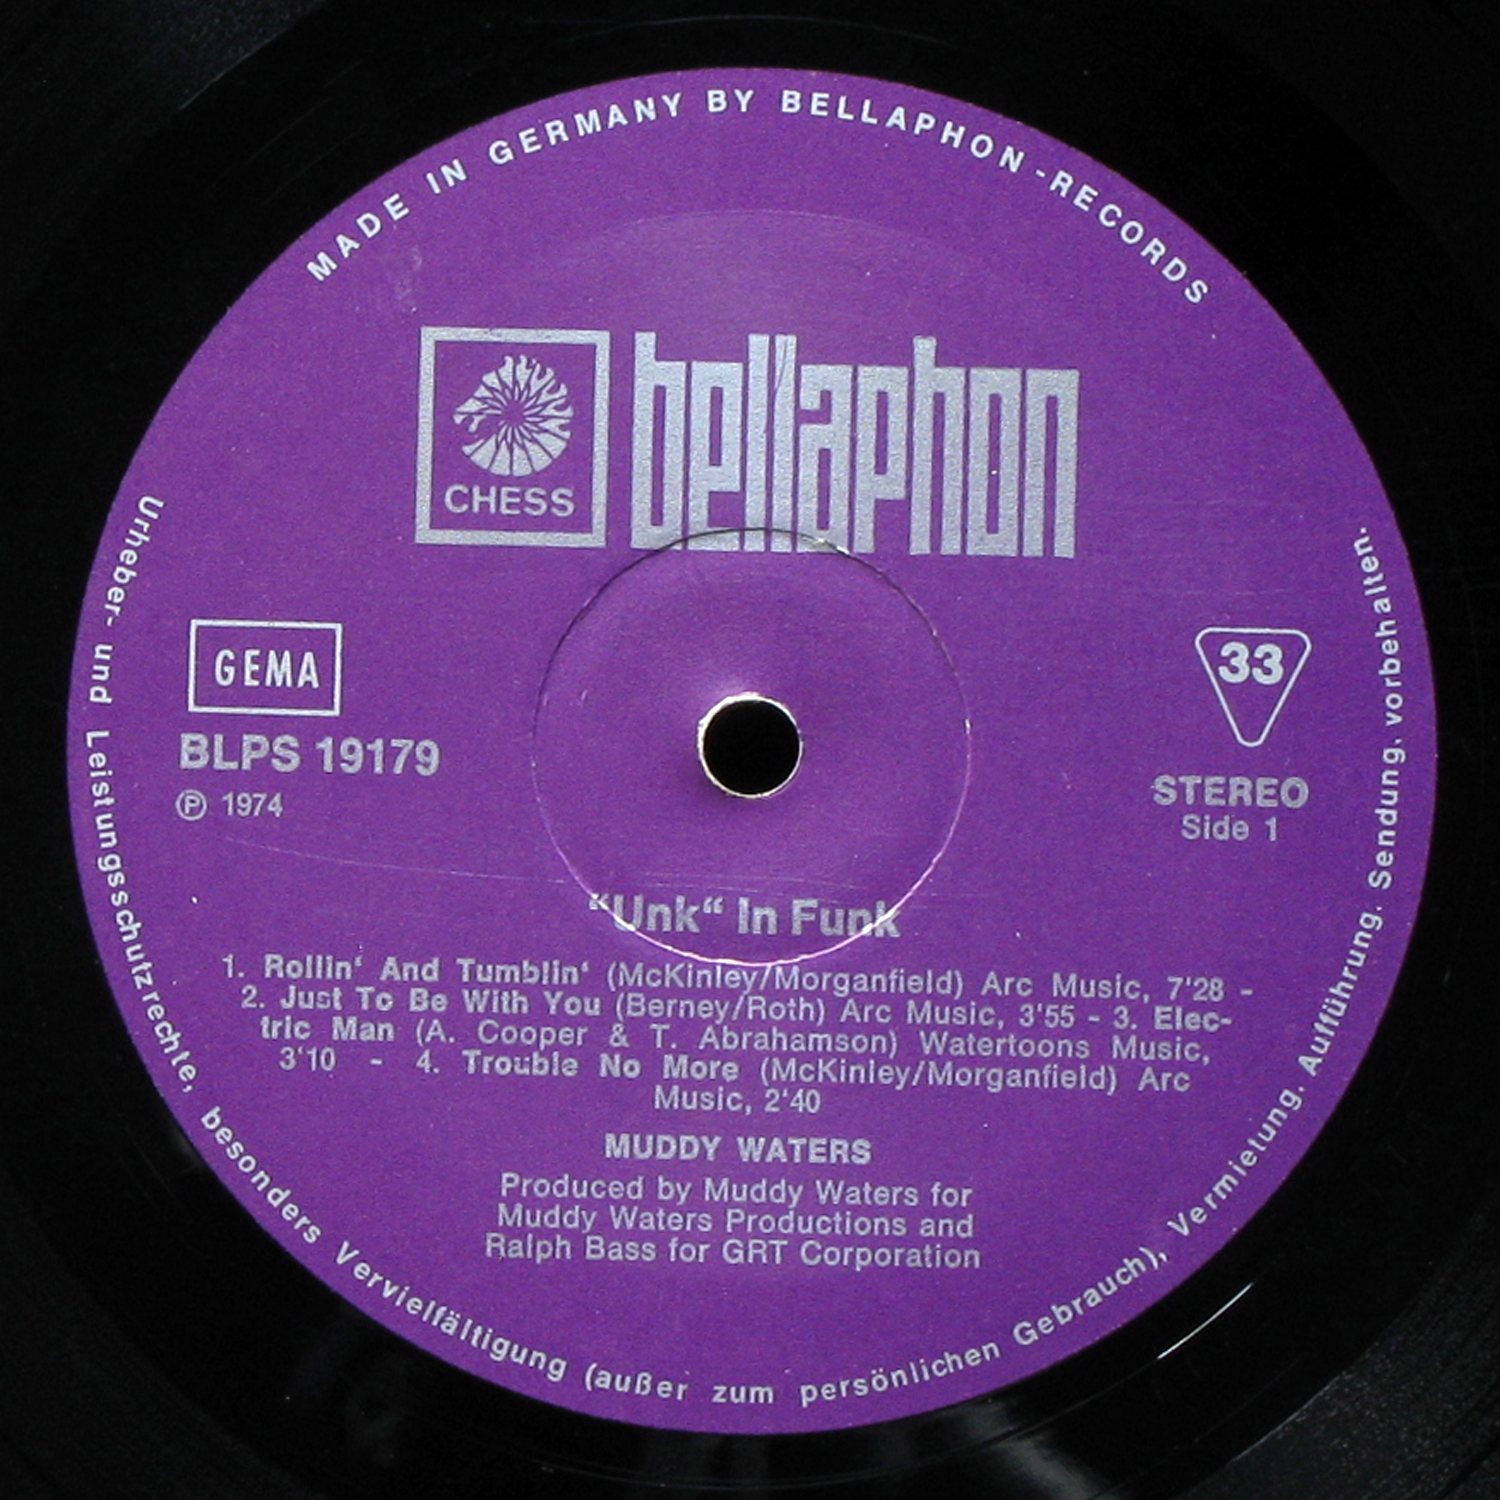 MADE IN GERMANY BY BELLAPHON-RECORDS
CHESS
bellaphon
GEMA
BLPS 19179
Ⓟ 1974
33
STEREO
Side 1
“Unk“ In Funk
1. Rollin‘ And Tumblin‘ (McKinley/Morganfield) Arc Music, 7'28 -
2. Just To Be With You (Berney/Roth) Arc Music, 3'55 - 3. Elec-
tric Man (A. Cooper & T. Abrahamson) Watertoons Music,
3'10 - 4. Trouble No More (McKinley/Morganfield) Arc
Music, 2'40
MUDDY WATERS
Produced by Muddy Waters for
Muddy Waters Productions and
Ralph Bass for GRT Corporation
Urheber- und Leistungsschutzrechte, besonders Vervielfältigung (außer zum persönlichen Gebrauch), Vermietung. Aufführung. Sendung, vorbehalten.